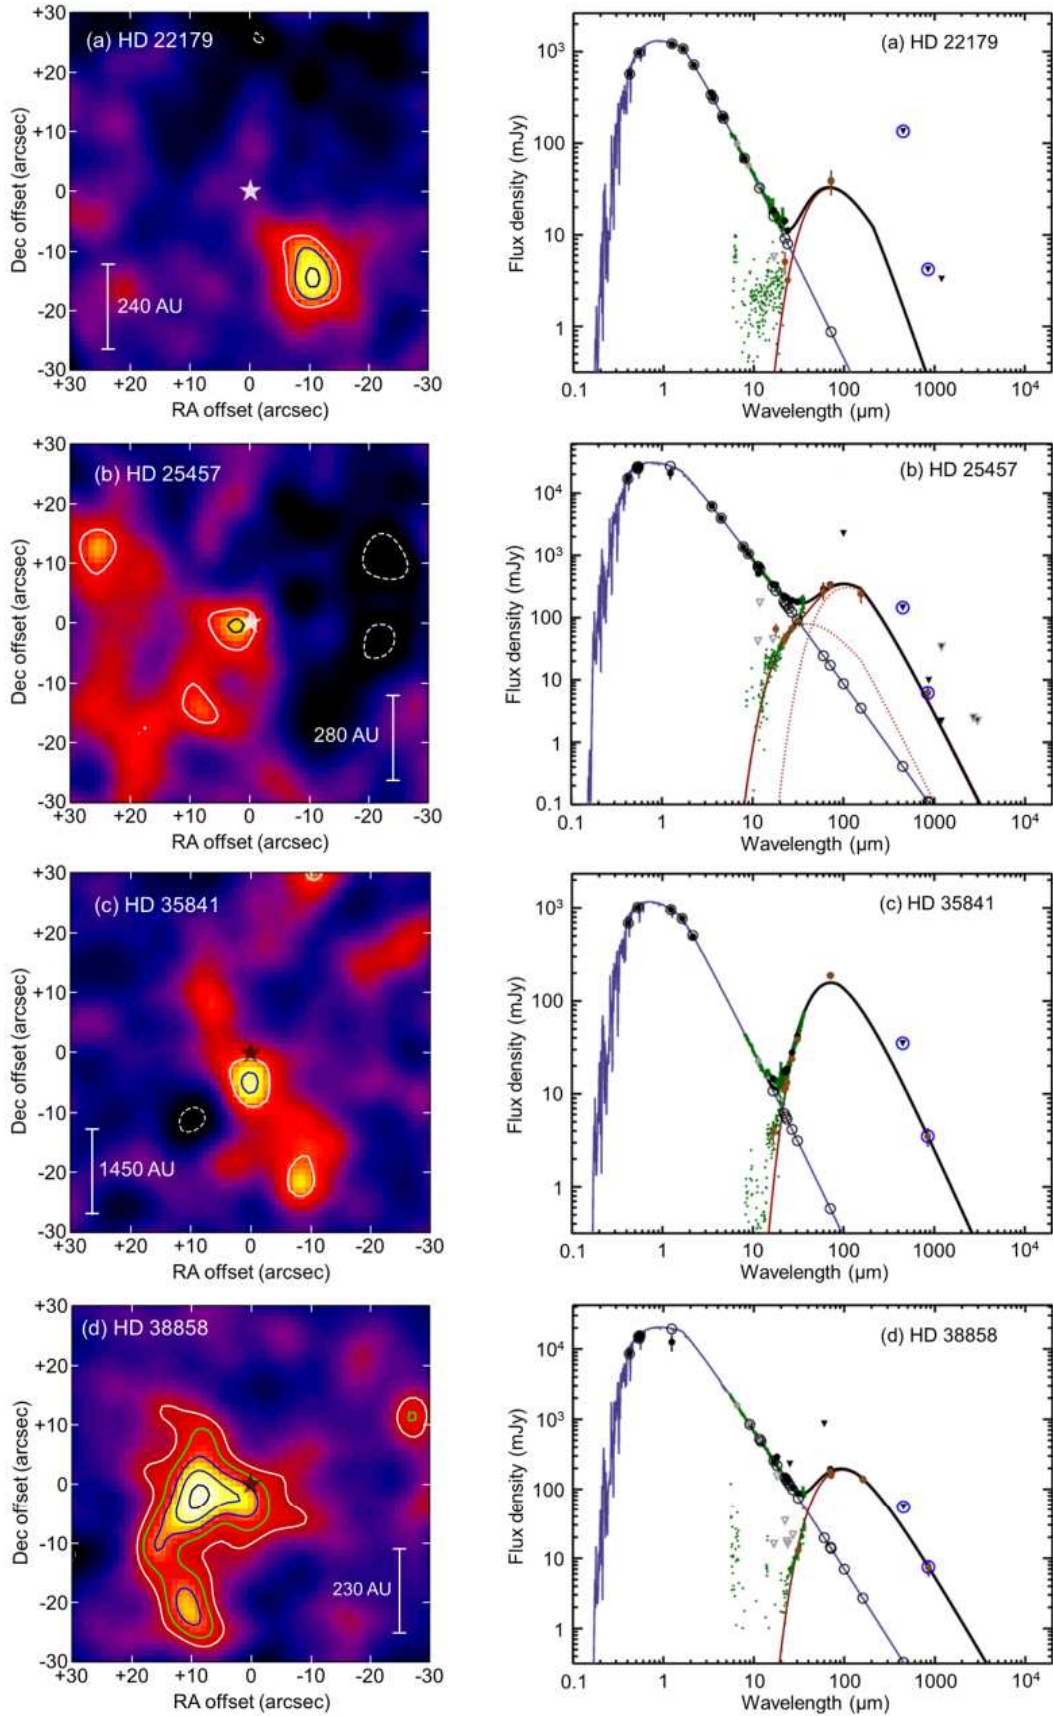 +30
+20
+10
0
-10
-20
-30
Dec offset (arcsec)
(a) HD 22179
240 AU
+30 +20 +10 0 -10 -20 -30
RA offset (arcsec)
10³
100
10
1
Flux density (mJy)
(a) HD 22179
0.1 1 10 100 1000 10⁴
Wavelength (µm)
+30
+20
+10
0
-10
-20
-30
Dec offset (arcsec)
(b) HD 25457
280 AU
+30 +20 +10 0 -10 -20 -30
RA offset (arcsec)
10⁴
10³
100
10
1
0.1
Flux density (mJy)
(b) HD 25457
0.1 1 10 100 1000 10⁴
Wavelength (µm)
+30
+20
+10
0
-10
-20
-30
Dec offset (arcsec)
(c) HD 35841
1450 AU
+30 +20 +10 0 -10 -20 -30
RA offset (arcsec)
10³
100
10
1
Flux density (mJy)
(c) HD 35841
0.1 1 10 100 1000 10⁴
Wavelength (µm)
+30
+20
+10
0
-10
-20
-30
Dec offset (arcsec)
(d) HD 38858
230 AU
+30 +20 +10 0 -10 -20 -30
RA offset (arcsec)
10⁴
10³
100
10
1
Flux density (mJy)
(d) HD 38858
0.1 1 10 100 1000 10⁴
Wavelength (µm)